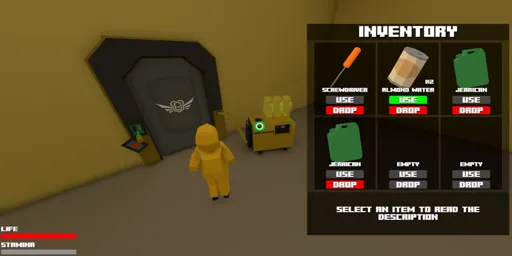 INVENTORY
SCREWDRIVER
ALMOND WATER
X2
JERRICAN
USE
USE
USE
DROP
DROP
DROP
JERRICAN
EMPTY
EMPTY
USE
USE
USE
DROP
DROP
DROP
SELECT AN ITEM TO READ THE
DESCRIPTION
LIFE
STAMINA